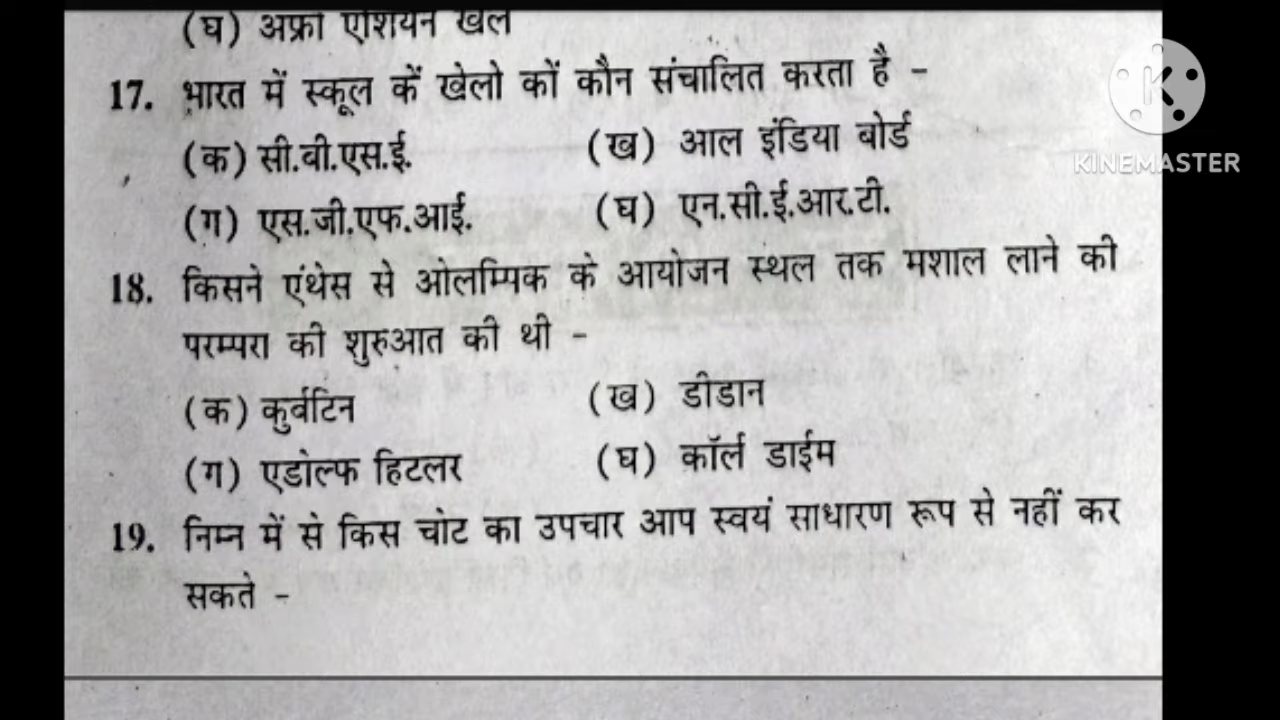 (घ) अफ्रो एशियन खेल
17. भारत में स्कूल कें खेलो कों कौन संचालित करता है -
(क) सी.वी.एस.ई. (ख) आल इंडिया बोर्ड
(ग) एस.जी.एफ.आई. (घ) एन.सी.ई.आर.टी.
18. किसने एंथेस से ओलम्पिक के आयोजन स्थल तक मशाल लाने की
परम्परा की शुरुआत की थी -
(क) कुर्वटिन (ख) डीडान
(ग) एडोल्फ हिटलर (घ) कॉर्ल डाईम
19. निम्न में से किस चोट का उपचार आप स्वयं साधारण रूप से नहीं कर
सकते -
K
KINEMASTER